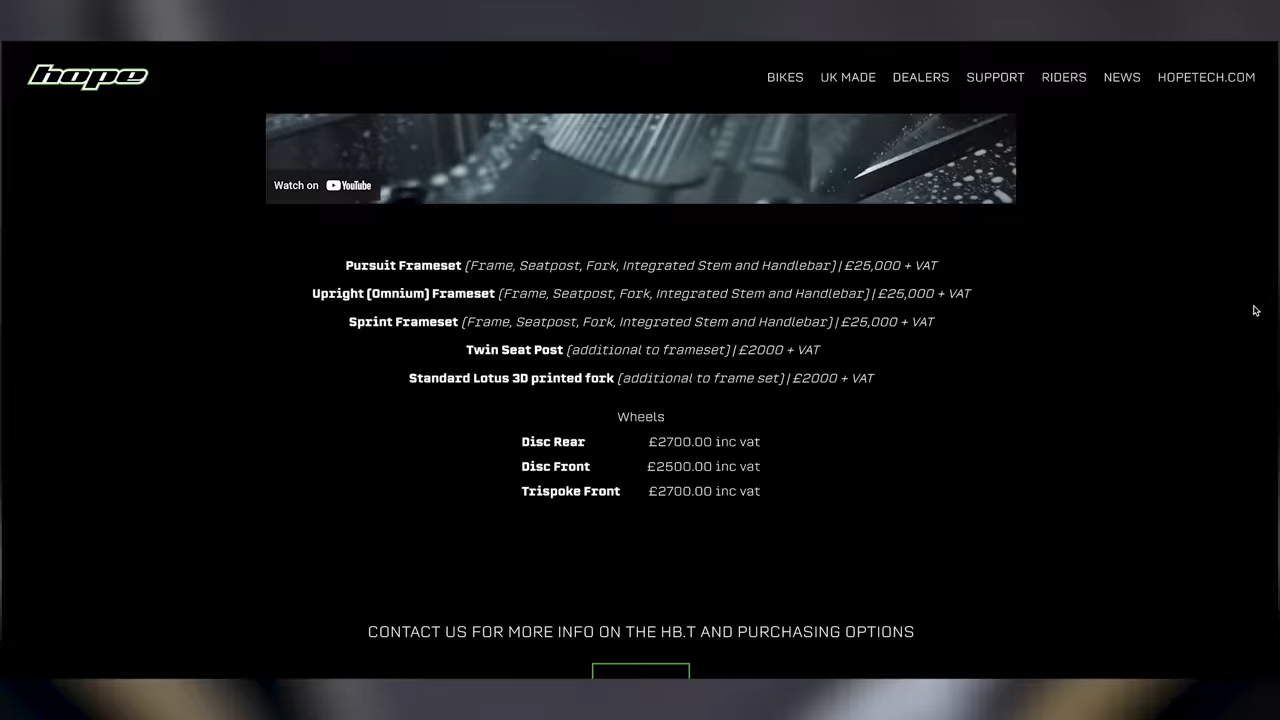 hope
BIKES UK MADE DEALERS SUPPORT RIDERS NEWS HOPETECH.COM
Watch on YouTube
Pursuit Frameset (Frame, Seatpost, Fork, Integrated Stem and Handlebar) | £25,000 + VAT
Upright (Omnium) Frameset (Frame, Seatpost, Fork, Integrated Stem and Handlebar) | £25,000 + VAT
Sprint Frameset (Frame, Seatpost, Fork, Integrated Stem and Handlebar) | £25,000 + VAT
Twin Seat Post (additional to frameset) | £2000 + VAT
Standard Lotus 3D printed fork (additional to frame set) | £2000 + VAT
Wheels
Disc Rear £2700.00 inc vat
Disc Front £2500.00 inc vat
Trispoke Front £2700.00 inc vat
CONTACT US FOR MORE INFO ON THE HB.T AND PURCHASING OPTIONS